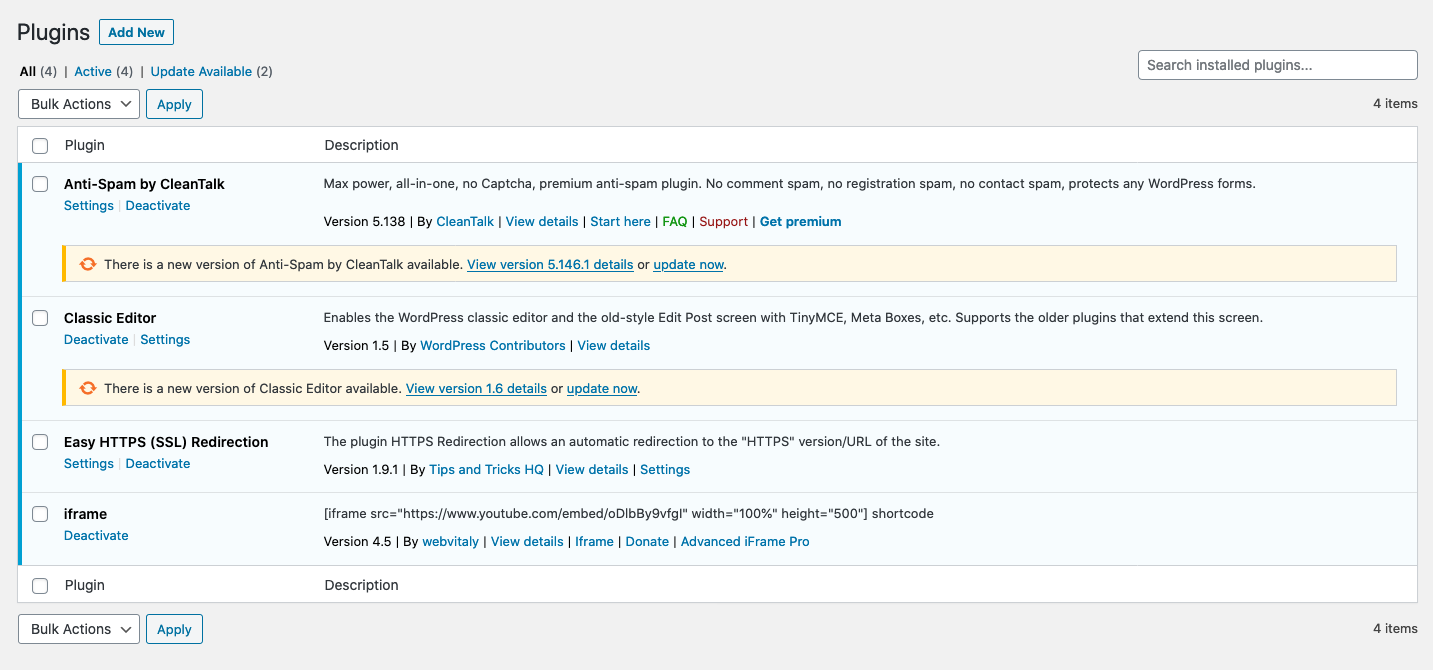 Plugins Add New
All (4) | Active (4) | Update Available (2)
Search installed plugins...
Bulk Actions Apply
4 items
Plugin Description
Anti-Spam by CleanTalk Max power, all-in-one, no Captcha, premium anti-spam plugin. No comment spam, no registration spam, no contact spam, protects any WordPress forms.
Settings | Deactivate
Version 5.138 | By CleanTalk | View details | Start here | FAQ | Support | Get premium
There is a new version of Anti-Spam by CleanTalk available. View version 5.146.1 details or update now.
Classic Editor Enables the WordPress classic editor and the old-style Edit Post screen with TinyMCE, Meta Boxes, etc. Supports the older plugins that extend this screen.
Deactivate | Settings
Version 1.5 | By WordPress Contributors | View details
There is a new version of Classic Editor available. View version 1.6 details or update now.
Easy HTTPS (SSL) Redirection The plugin HTTPS Redirection allows an automatic redirection to the "HTTPS" version/URL of the site.
Settings | Deactivate
Version 1.9.1 | By Tips and Tricks HQ | View details | Settings
iframe [iframe src="https://www.youtube.com/embed/oDlbBy9vfgI" width="100%" height="500"] shortcode
Deactivate
Version 4.5 | By webvitaly | View details | Iframe | Donate | Advanced iFrame Pro
Plugin Description
Bulk Actions Apply
4 items